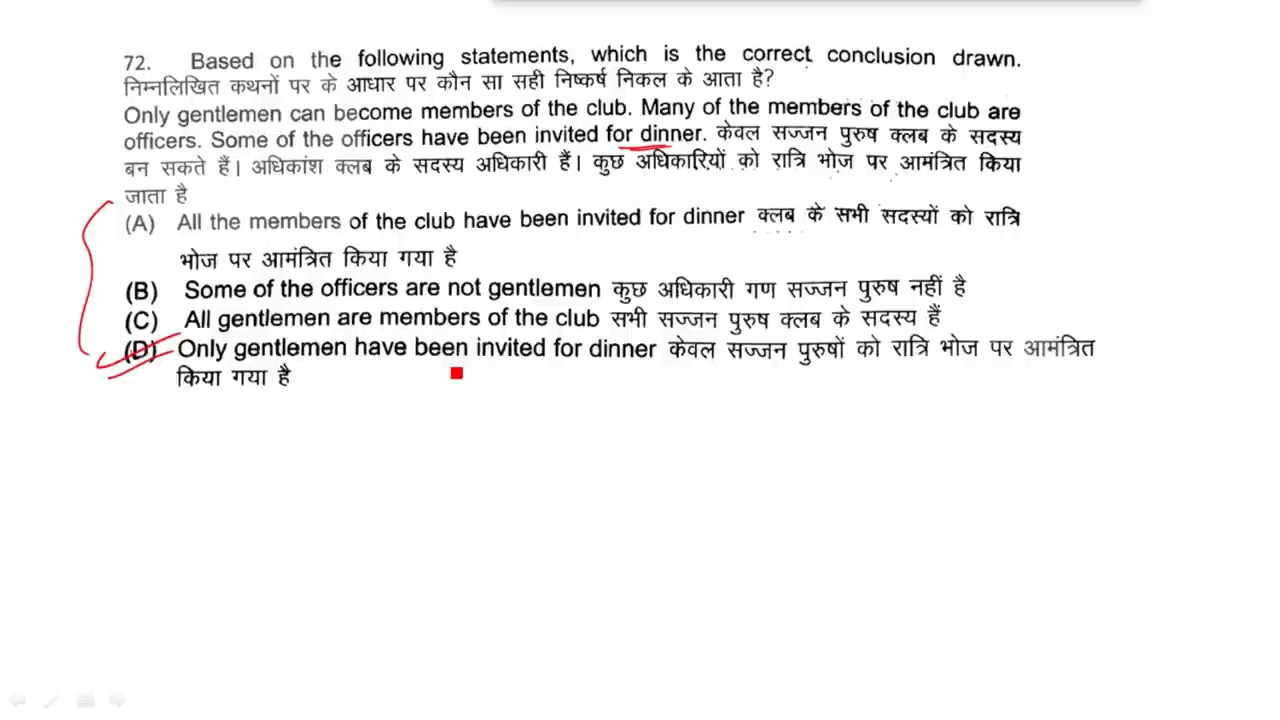 72. Based on the following statements, which is the correct conclusion drawn.
निम्नलिखित कथनों पर के आधार पर कौन सा सही निष्कर्ष निकल के आता है?
Only gentlemen can become members of the club. Many of the members of the club are
officers. Some of the officers have been invited for dinner. केवल सज्जन पुरुष क्लब के सदस्य
बन सकते हैं। अधिकांश क्लब के सदस्य अधिकारी हैं। कुछ अधिकारियों को रात्रि भोज पर आमंत्रित किया
जाता है
(A) All the members of the club have been invited for dinner क्लब के सभी सदस्यों को रात्रि
भोज पर आमंत्रित किया गया है
(B) Some of the officers are not gentlemen कुछ अधिकारी गण सज्जन पुरुष नहीं है
(C) All gentlemen are members of the club सभी सज्जन पुरुष क्लब के सदस्य हैं
(D) Only gentlemen have been invited for dinner केवल सज्जन पुरुषों को रात्रि भोज पर आमंत्रित
किया गया है